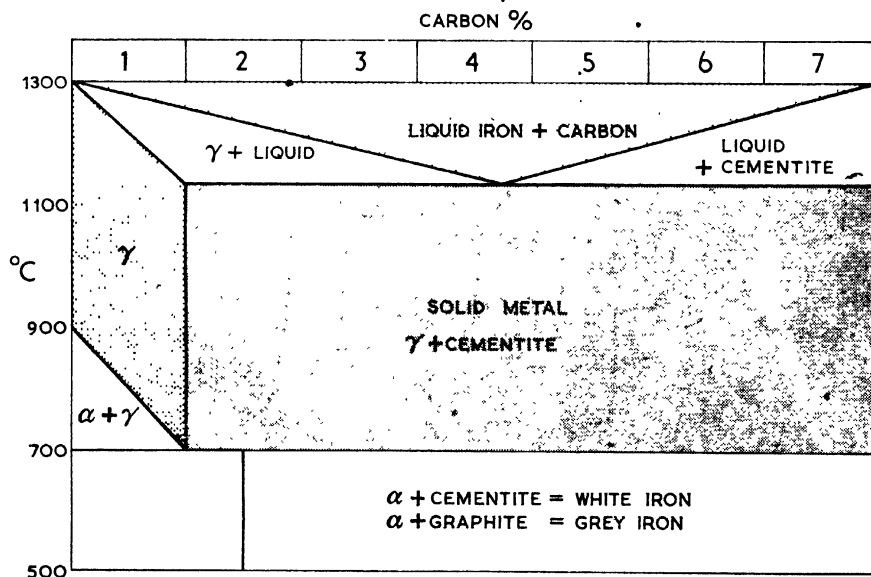 CARBON %
1 2 3 4 5 6 7
1300
LIQUID IRON + CARBON
γ + LIQUID
LIQUID
+ CEMENTITE
1100
γ
°C
SOLID METAL
γ+CEMENTITE
900
α+γ
700
α+CEMENTITE = WHITE IRON
α+GRAPHITE = GREY IRON
500